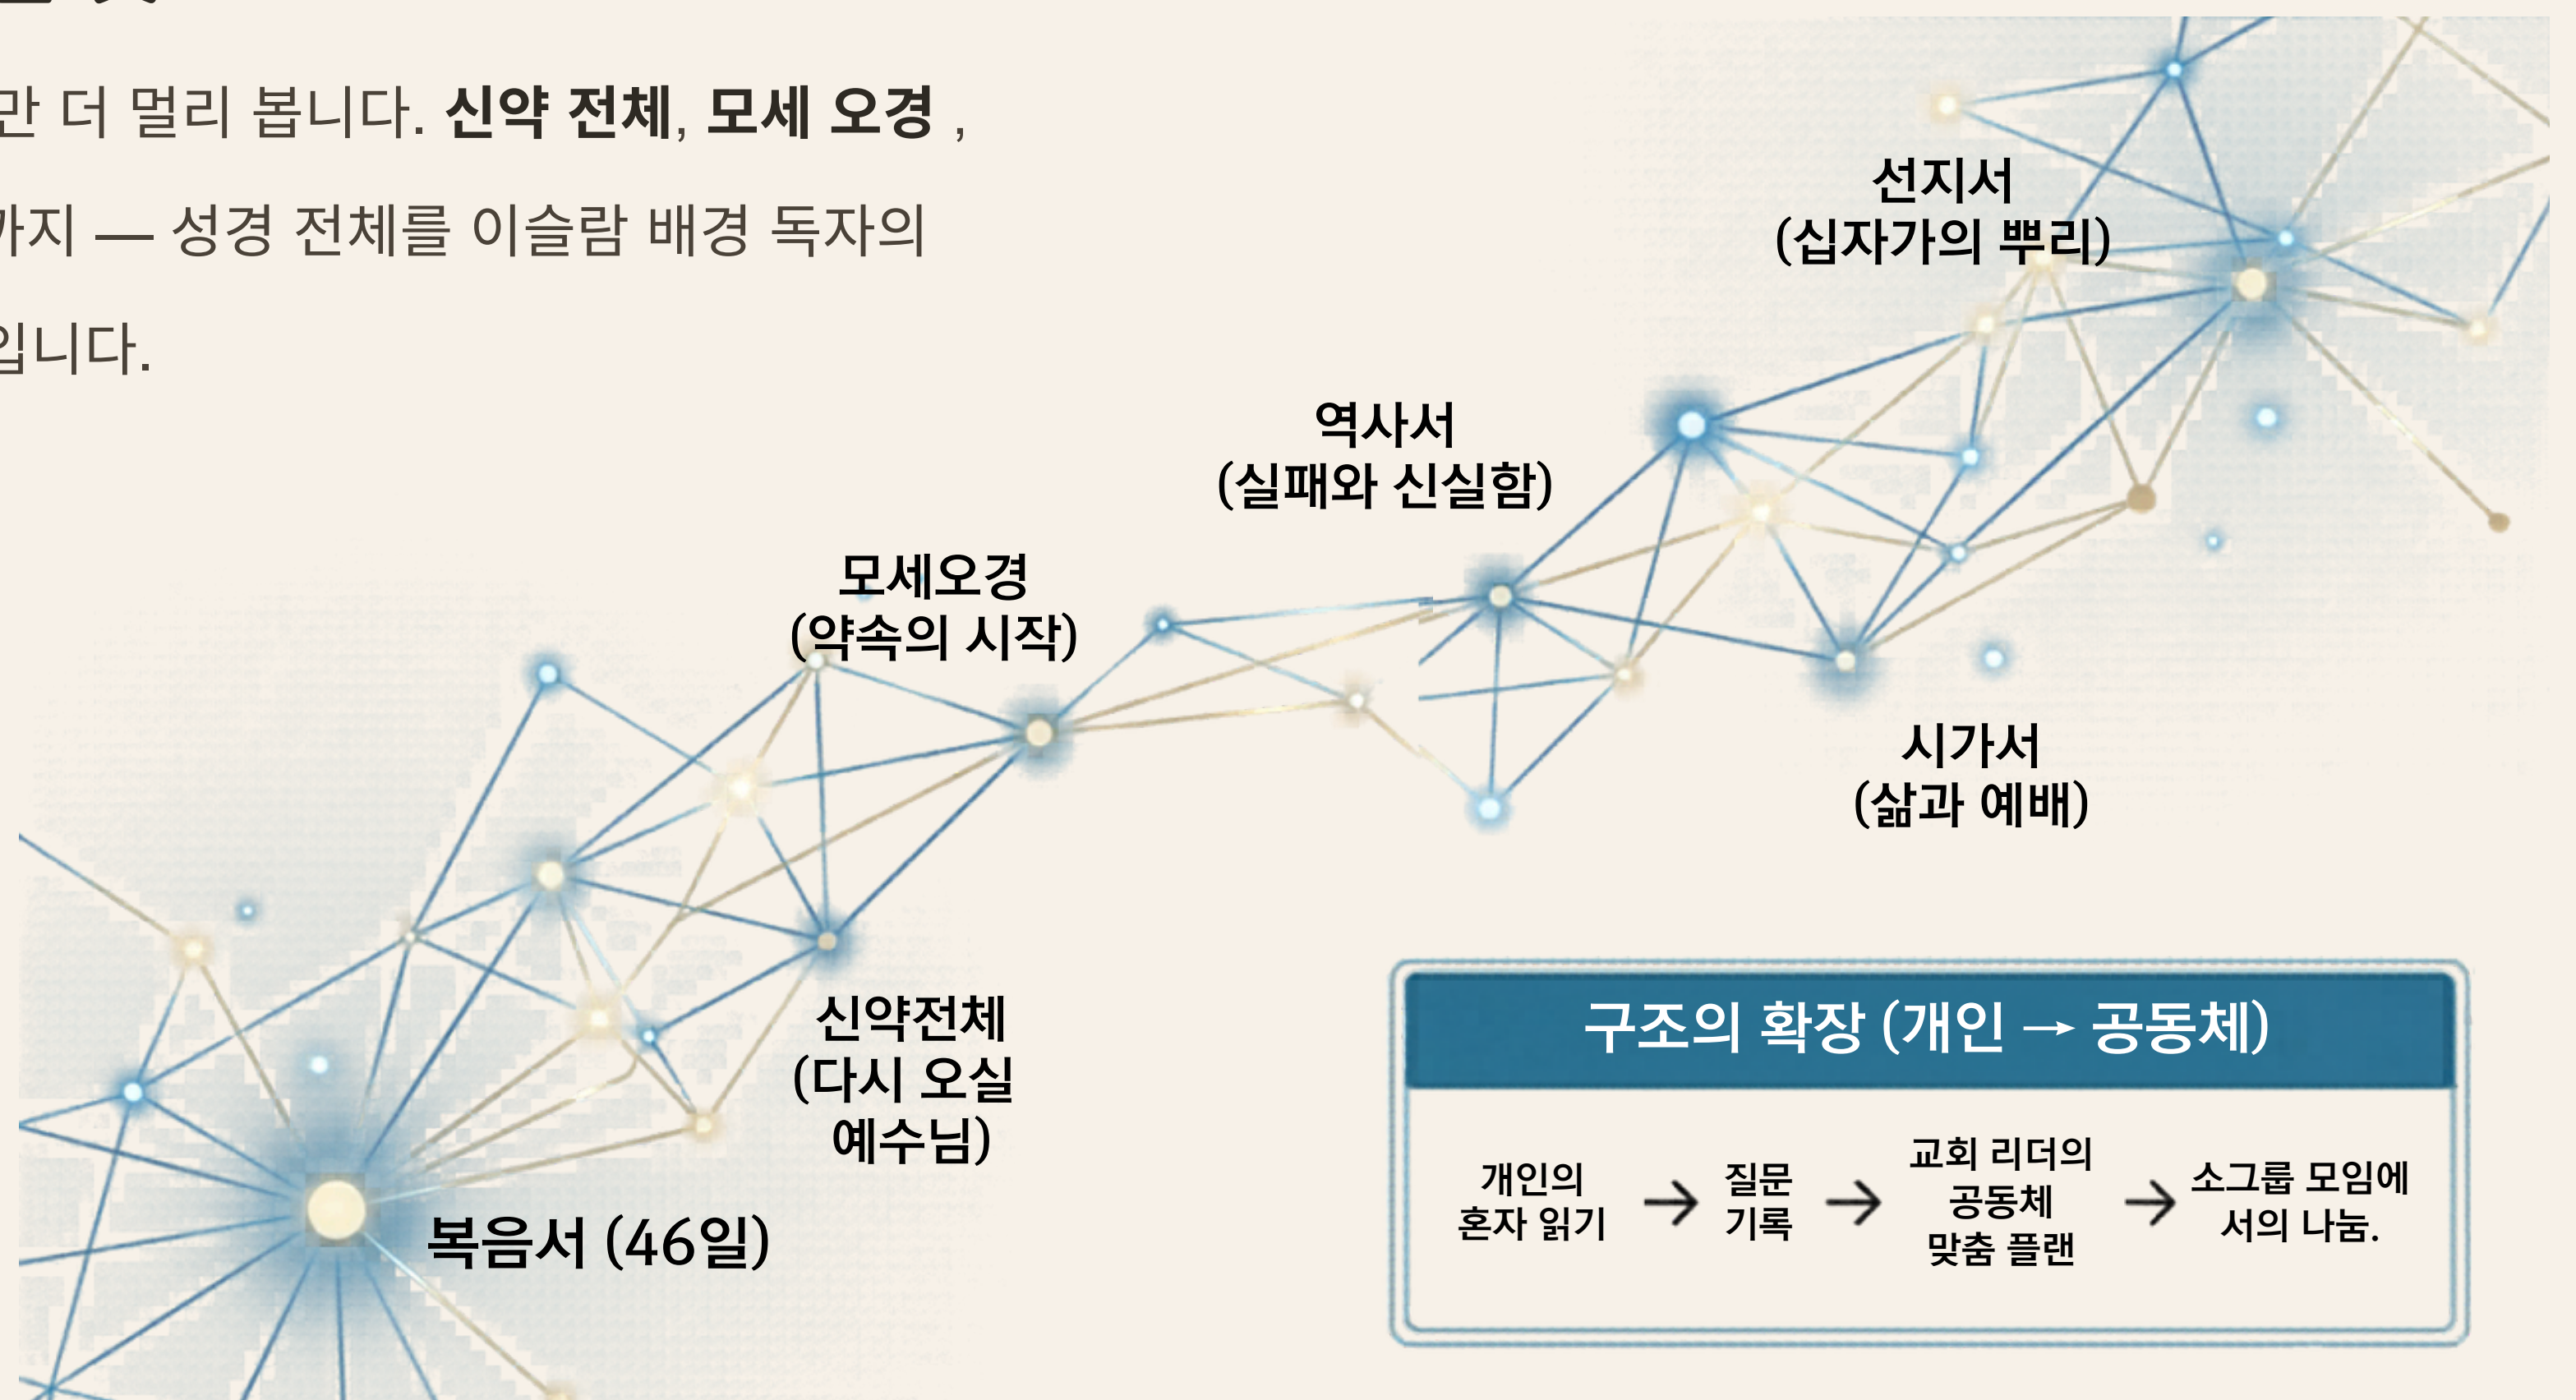 만 더 멀리 봅니다. 신약 전체, 모세 오경 ,
까지 — 성경 전체를 이슬람 배경 독자의
입니다.
선지서
(십자가의 뿌리)
역사서
(실패와 신실함)
모세오경
(약속의 시작)
시가서
(삶과 예배)
신약전체
(다시 오실
예수님)
복음서 (46일)
구조의 확장 (개인 → 공동체)
개인의
혼자 읽기
→
질문
기록
→
교회 리더의
공동체
맞춤 플랜
→
소그룹 모임에
서의 나눔.